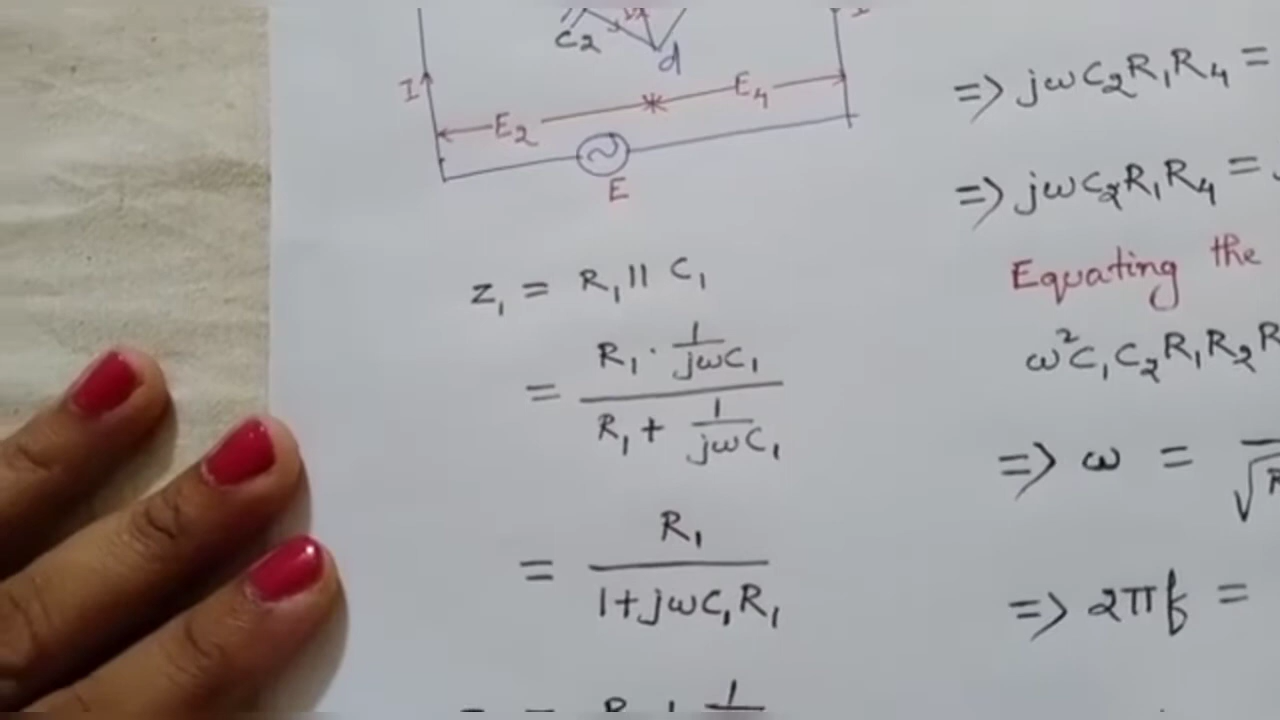 C2
d
I
E2
E4
E
Z1 = R1 || C1
= R1 · 1/jωC1
R1 + 1/jωC1
= R1
1+jωC1R1
=> jωC2R1R4 =
=> jωC2R1R4 =
Equating the
ω²C1C2R1R2R
=> ω =
=> 2πf =